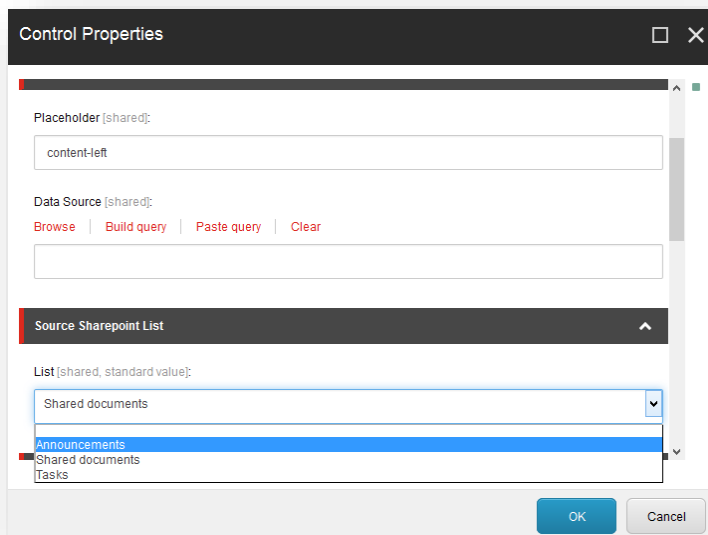 Control Properties
Placeholder [shared]:
content-left
Data Source [shared]:
Browse Build query Paste query Clear
Source Sharepoint List
List [shared, standard value]:
Shared documents
Announcements
Shared documents
Tasks
OK Cancel